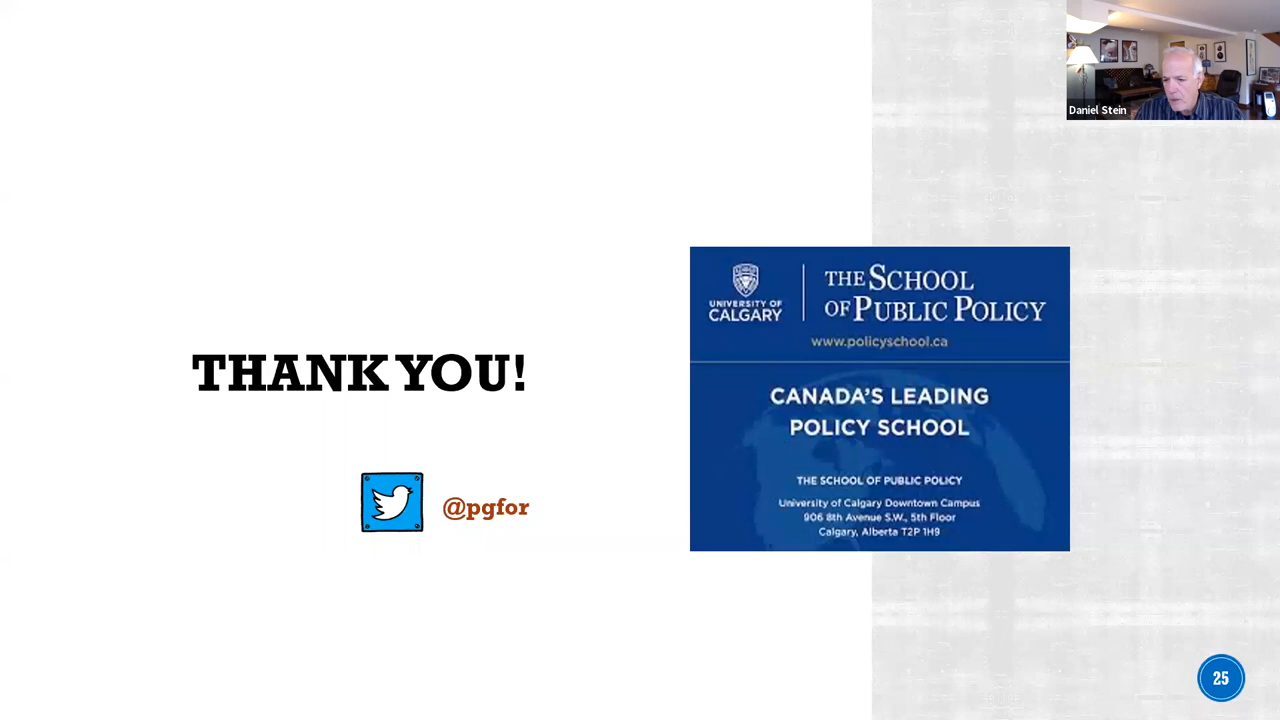 Daniel Stein
THANK YOU!
@pgfor
UNIVERSITY OF
CALGARY
THE SCHOOL
OF PUBLIC POLICY
www.policyschool.ca
CANADA'S LEADING
POLICY SCHOOL
THE SCHOOL OF PUBLIC POLICY
University of Calgary Downtown Campus
906 8th Avenue S.W., 5th Floor
Calgary, Alberta T2P 1H9
25